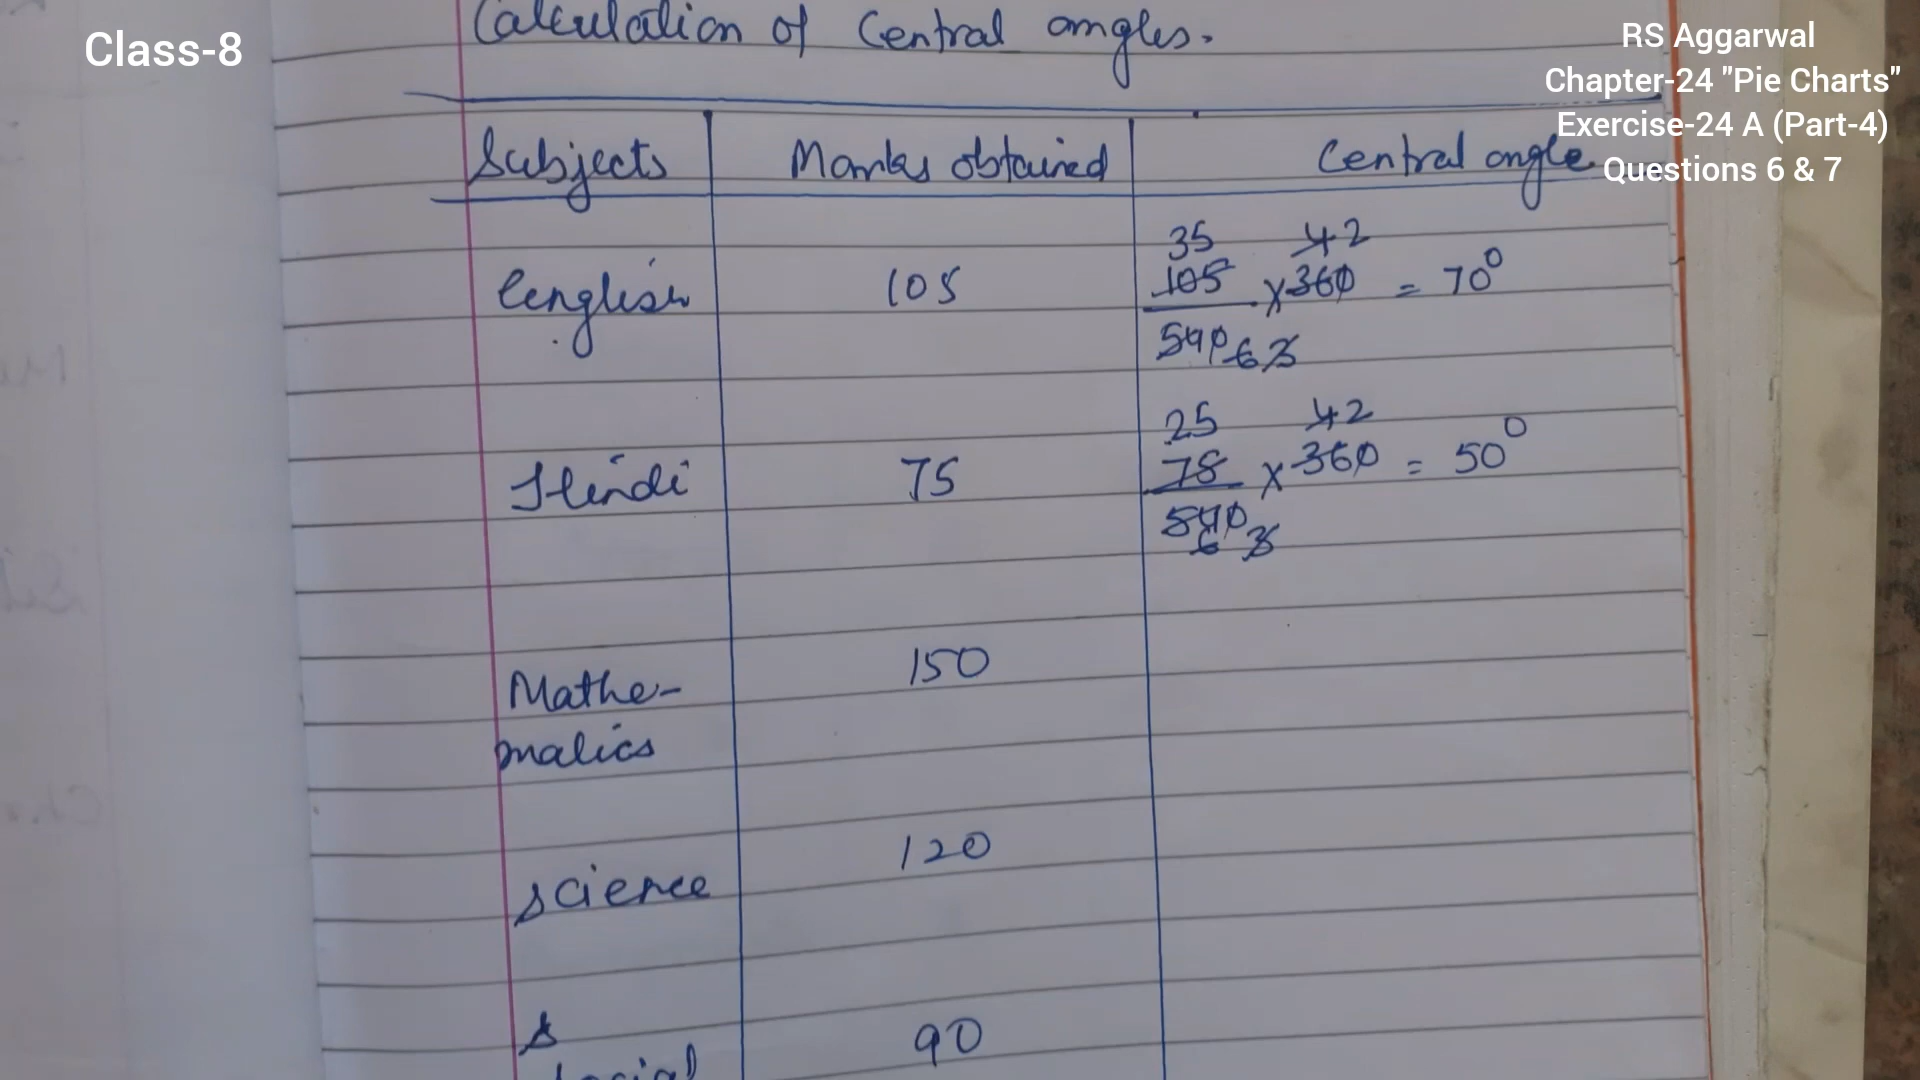 Calculation of Central angles.
Class-8
RS Aggarwal
Chapter-24 "Pie Charts"
Exercise-24 A (Part-4)
Questions 6 & 7
Subjects Marks obtained Central angle
35 42
English 105 105 x 360 = 70°
540 6 3
25 42
Hindi 75 75 x 360 = 50°
540
6 3
Mathe- 150
matics
Science 120
S 90
Social